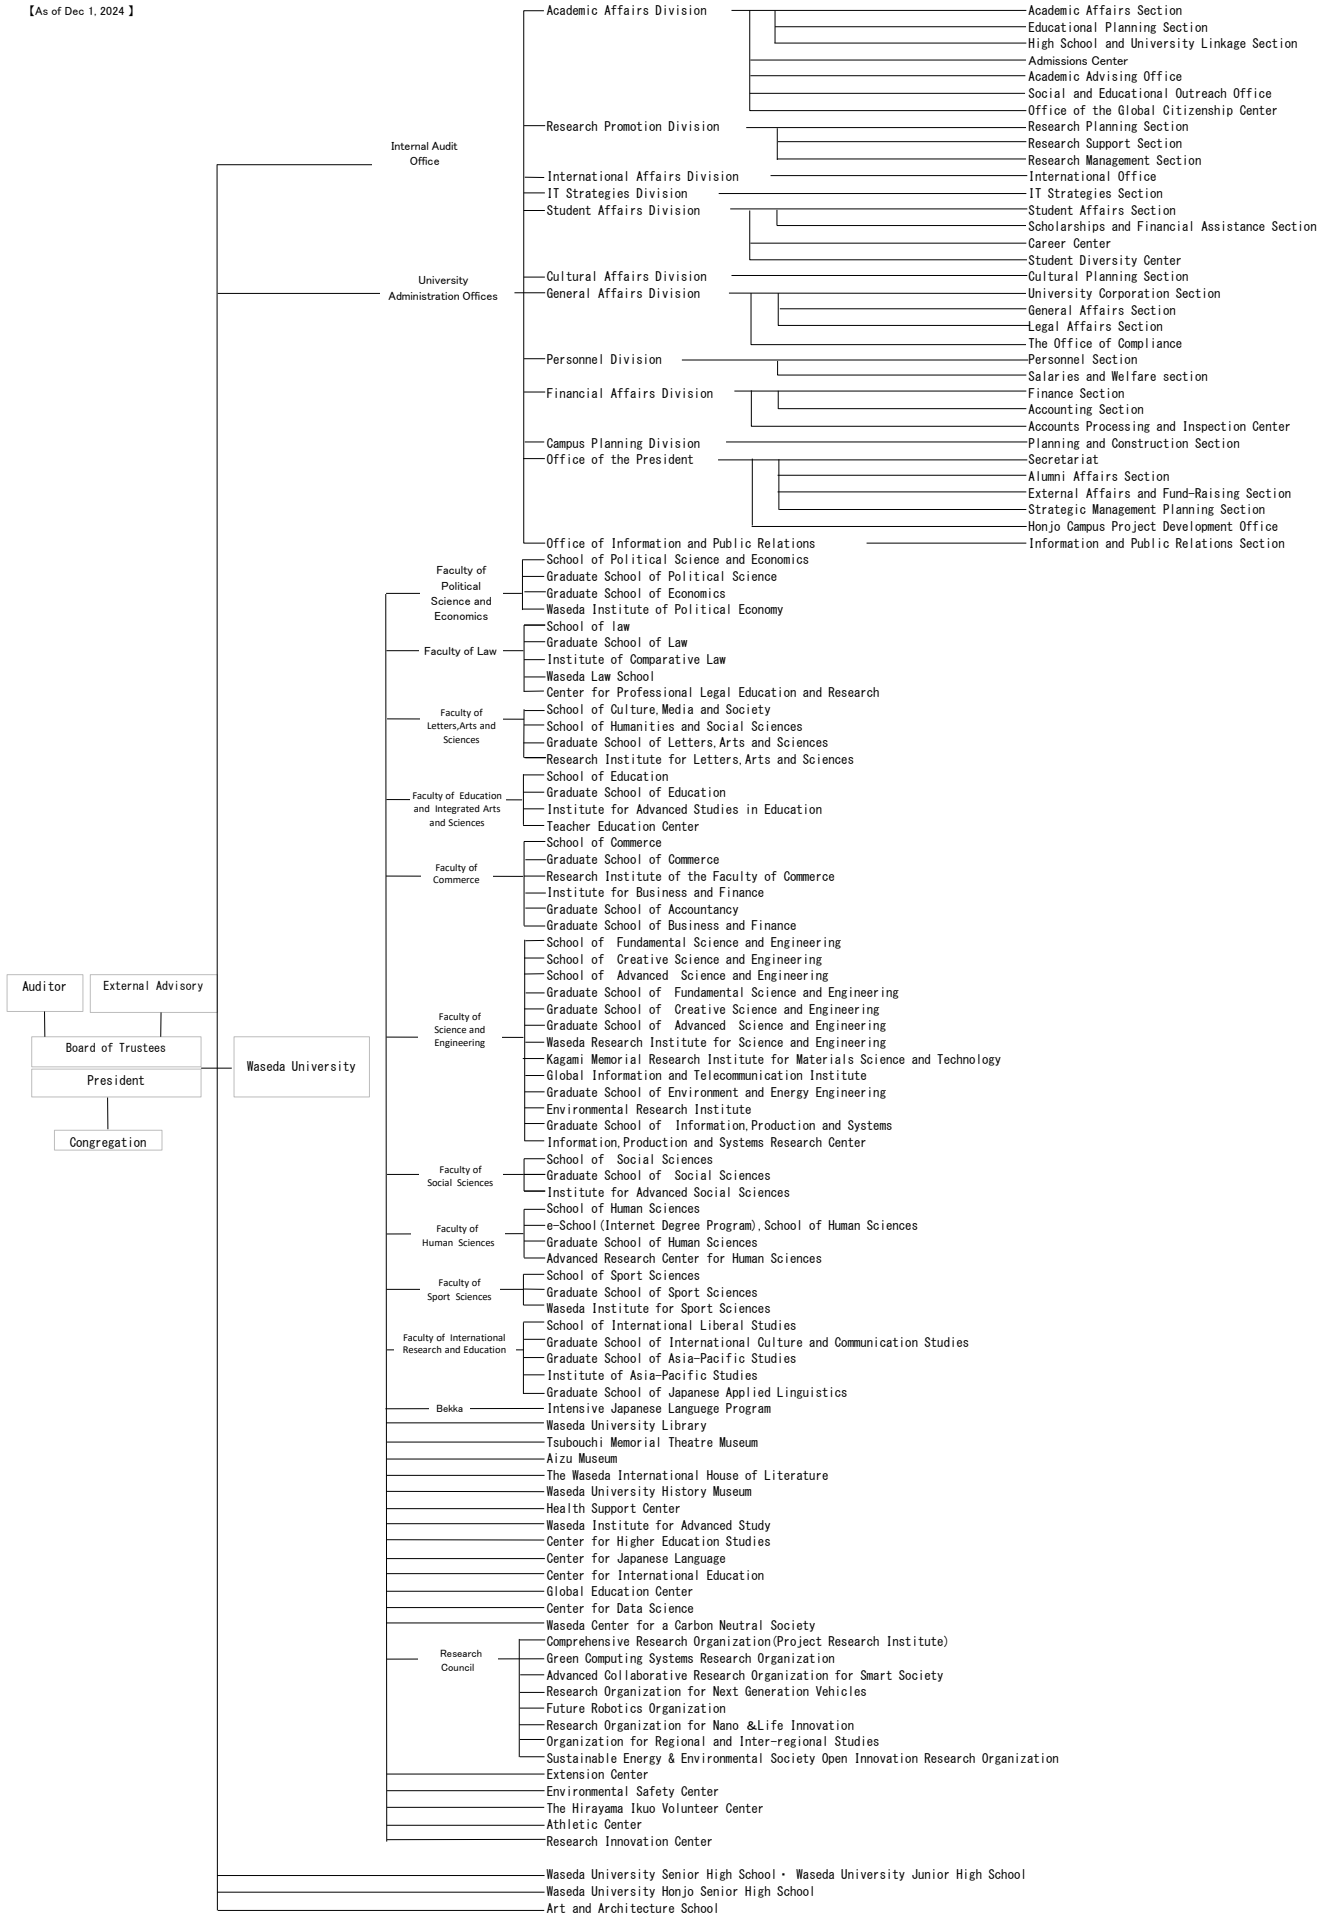 【As of Dec 1, 2024 】
Internal Audit
Office
University
Administration Offices
Academic Affairs Division
Academic Affairs Section
Educational Planning Section
High School and University Linkage Section
Admissions Center
Academic Advising Office
Social and Educational Outreach Office
Office of the Global Citizenship Center
Research Promotion Division
Research Planning Section
Research Support Section
Research Management Section
International Affairs Division
International Office
IT Strategies Division
IT Strategies Section
Student Affairs Division
Student Affairs Section
Scholarships and Financial Assistance Section
Career Center
Student Diversity Center
Cultural Affairs Division
Cultural Planning Section
General Affairs Division
University Corporation Section
General Affairs Section
Legal Affairs Section
The Office of Compliance
Personnel Division
Personnel Section
Salaries and Welfare section
Financial Affairs Division
Finance Section
Accounting Section
Accounts Processing and Inspection Center
Campus Planning Division
Planning and Construction Section
Office of the President
Secretariat
Alumni Affairs Section
External Affairs and Fund-Raising Section
Strategic Management Planning Section
Honjo Campus Project Development Office
Office of Information and Public Relations
Information and Public Relations Section
Auditor
External Advisory
Board of Trustees
President
Congregation
Waseda University
Faculty of
Political
Science and
Economics
School of Political Science and Economics
Graduate School of Political Science
Graduate School of Economics
Waseda Institute of Political Economy
Faculty of Law
School of law
Graduate School of Law
Institute of Comparative Law
Waseda Law School
Center for Professional Legal Education and Research
Faculty of
Letters,Arts and
Sciences
School of Culture,Media and Society
School of Humanities and Social Sciences
Graduate School of Letters,Arts and Sciences
Research Institute for Letters,Arts and Sciences
Faculty of Education
and Integrated Arts
and Sciences
School of Education
Graduate School of Education
Institute for Advanced Studies in Education
Teacher Education Center
Faculty of
Commerce
School of Commerce
Graduate School of Commerce
Research Institute of the Faculty of Commerce
Institute for Business and Finance
Graduate School of Accountancy
Graduate School of Business and Finance
Faculty of
Science and
Engineering
School of Fundamental Science and Engineering
School of Creative Science and Engineering
School of Advanced Science and Engineering
Graduate School of Fundamental Science and Engineering
Graduate School of Creative Science and Engineering
Graduate School of Advanced Science and Engineering
Waseda Research Institute for Science and Engineering
Kagami Memorial Research Institute for Materials Science and Technology
Global Information and Telecommunication Institute
Graduate School of Environment and Energy Engineering
Environmental Research Institute
Graduate School of Information,Production and Systems
Information,Production and Systems Research Center
Faculty of
Social Sciences
School of Social Sciences
Graduate School of Social Sciences
Institute for Advanced Social Sciences
Faculty of
Human Sciences
School of Human Sciences
e-School(Internet Degree Program),School of Human Sciences
Graduate School of Human Sciences
Advanced Research Center for Human Sciences
Faculty of
Sport Sciences
School of Sport Sciences
Graduate School of Sport Sciences
Waseda Institute for Sport Sciences
Faculty of International
Research and Education
School of International Liberal Studies
Graduate School of International Culture and Communication Studies
Graduate School of Asia-Pacific Studies
Institute of Asia-Pacific Studies
Graduate School of Japanese Applied Linguistics
Bekka
Intensive Japanese Languege Program
Waseda University Library
Tsubouchi Memorial Theatre Museum
Aizu Museum
The Waseda International House of Literature
Waseda University History Museum
Health Support Center
Waseda Institute for Advanced Study
Center for Higher Education Studies
Center for Japanese Language
Center for International Education
Global Education Center
Center for Data Science
Waseda Center for a Carbon Neutral Society
Research
Council
Comprehensive Research Organization(Project Research Institute)
Green Computing Systems Research Organization
Advanced Collaborative Research Organization for Smart Society
Research Organization for Next Generation Vehicles
Future Robotics Organization
Research Organization for Nano &Life Innovation
Organization for Regional and Inter-regional Studies
Sustainable Energy & Environmental Society Open Innovation Research Organization
Extension Center
Environmental Safety Center
The Hirayama Ikuo Volunteer Center
Athletic Center
Research Innovation Center
Waseda University Senior High School・ Waseda University Junior High School
Waseda University Honjo Senior High School
Art and Architecture School